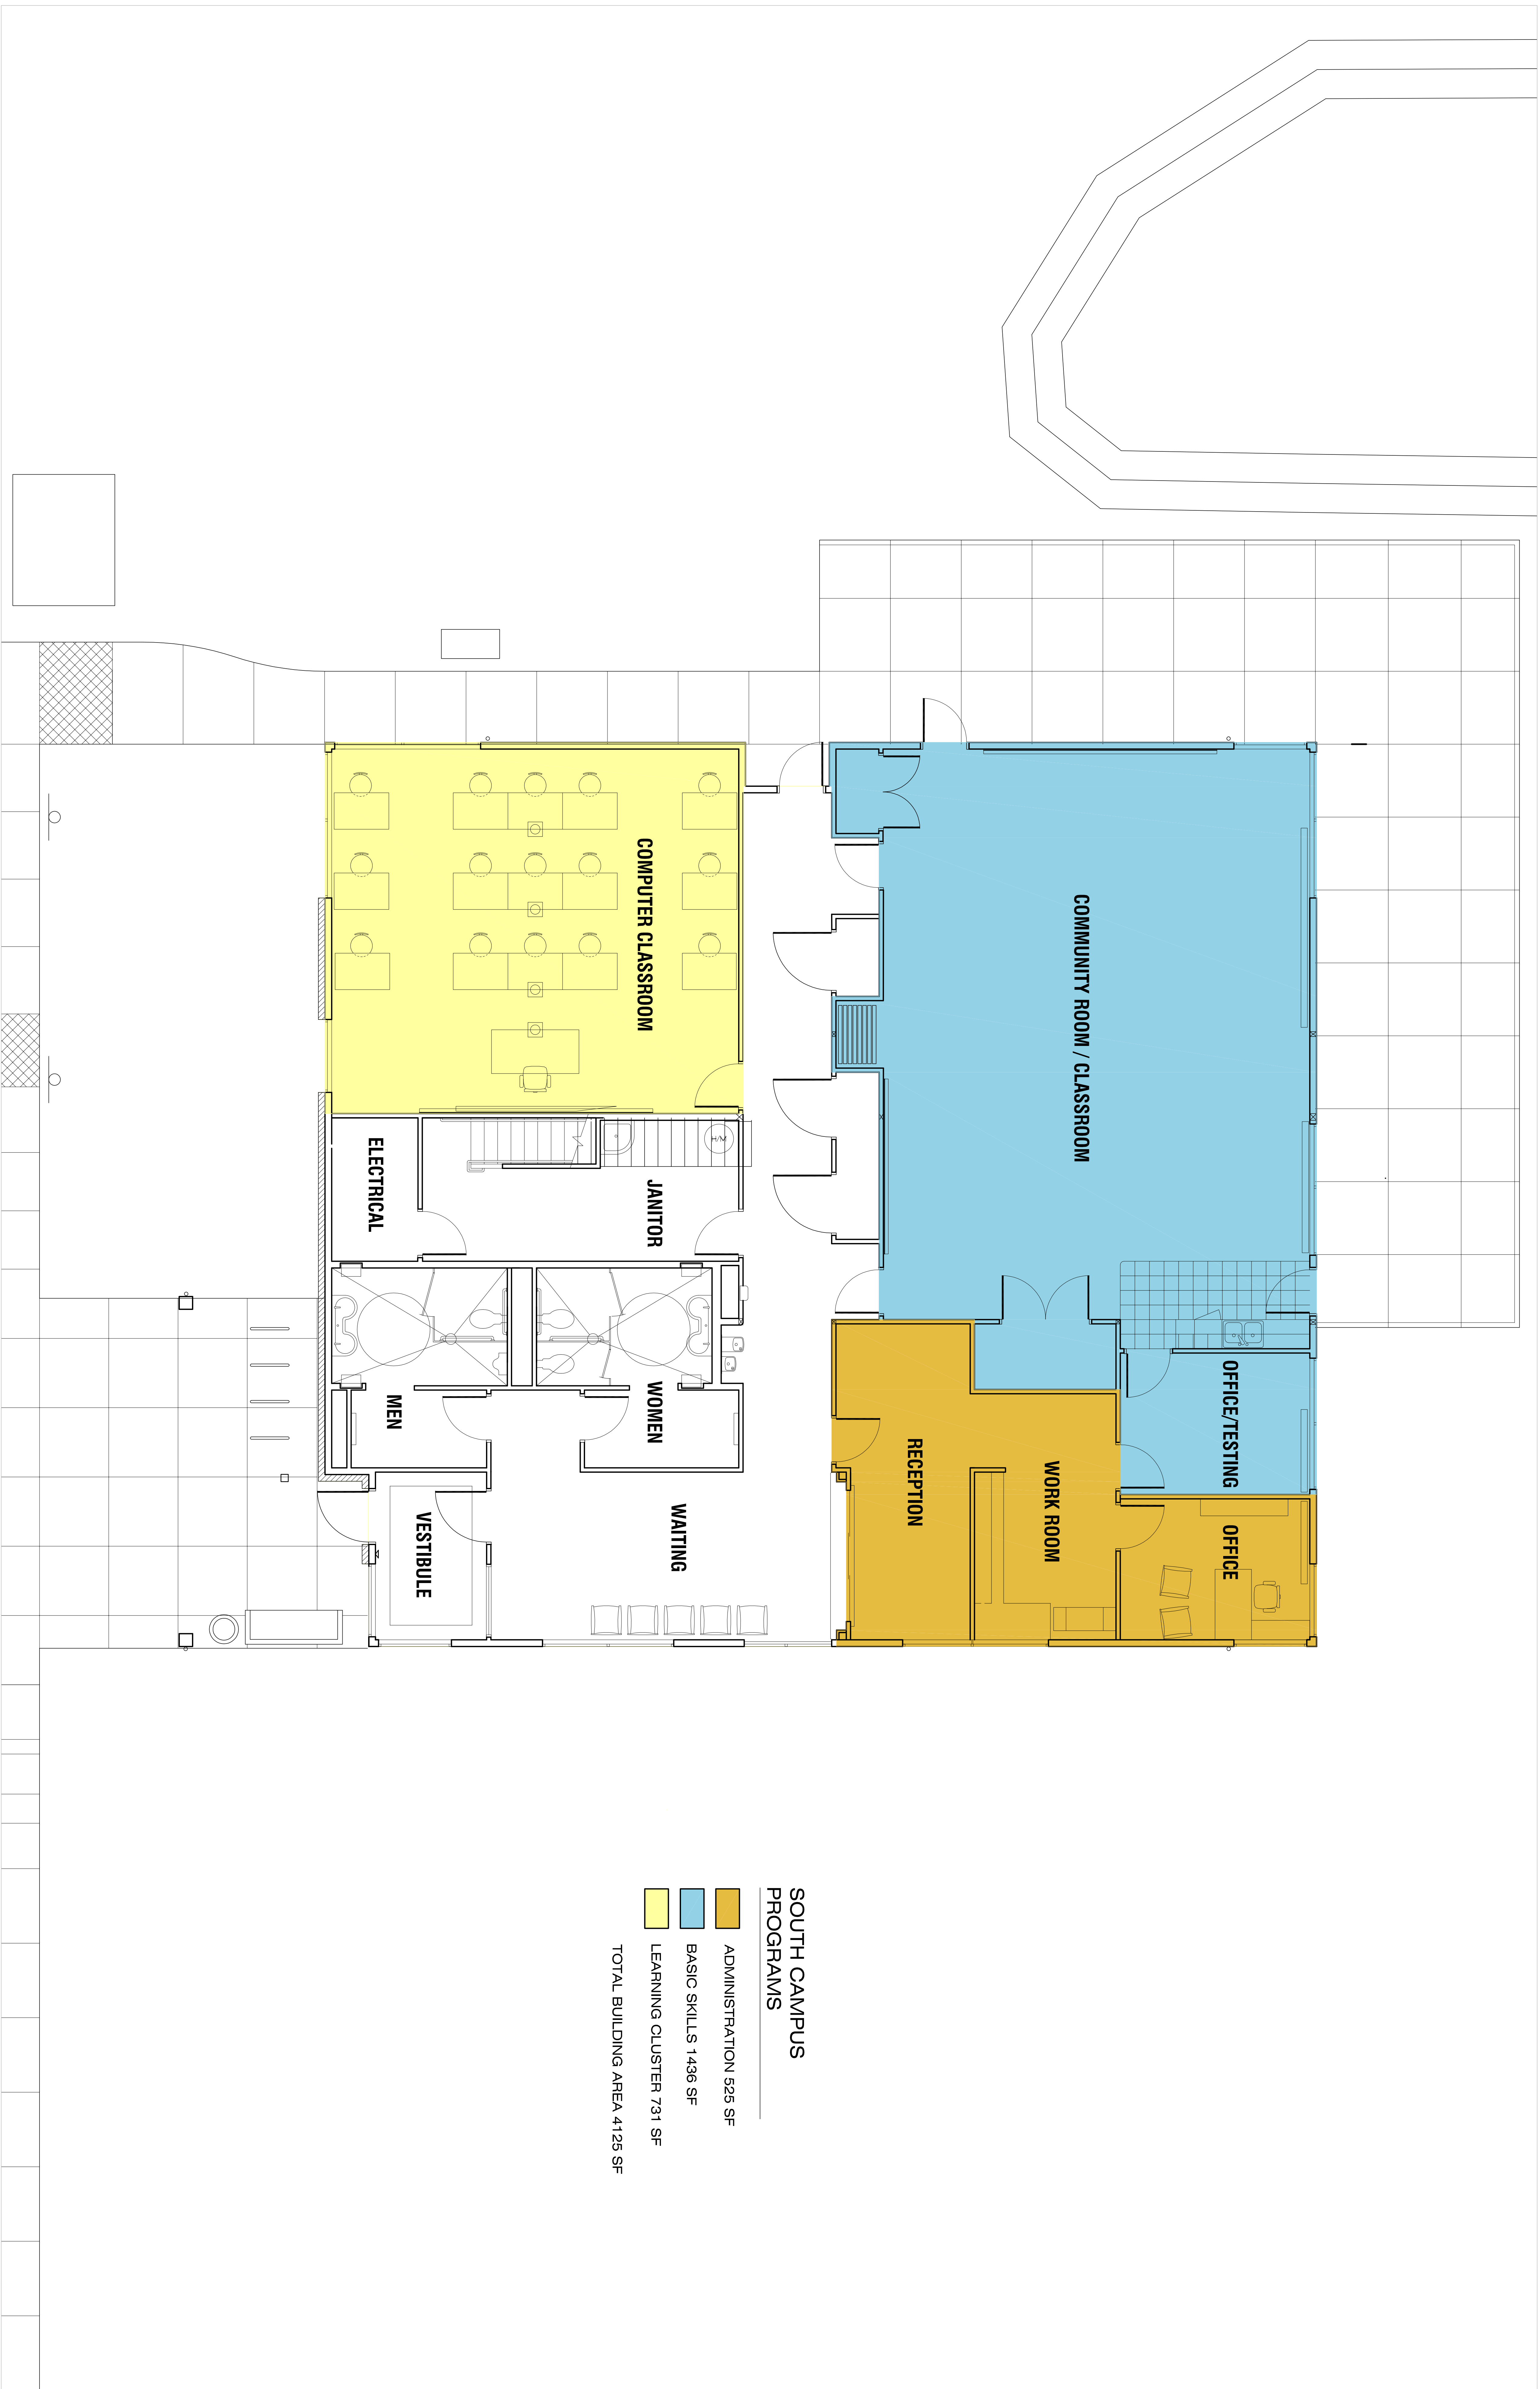 COMMUNITY ROOM / CLASSROOM
OFFICE/TESTING
OFFICE
WORK ROOM
RECEPTION
COMPUTER CLASSROOM
JANITOR
H/M
ELECTRICAL
WOMEN
MEN
WAITING
VESTIBULE
SOUTH CAMPUS
PROGRAMS
ADMINISTRATION 525 SF
BASIC SKILLS 1436 SF
LEARNING CLUSTER 731 SF
TOTAL BUILDING AREA 4125 SF